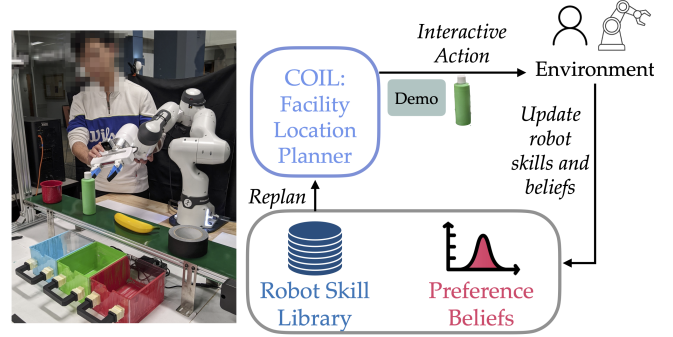 COIL:
Facility
Location
Planner
Interactive
Action
Demo
Environment
Update
robot
skills and
beliefs
Replan
Robot Skill
Library
Preference
Beliefs